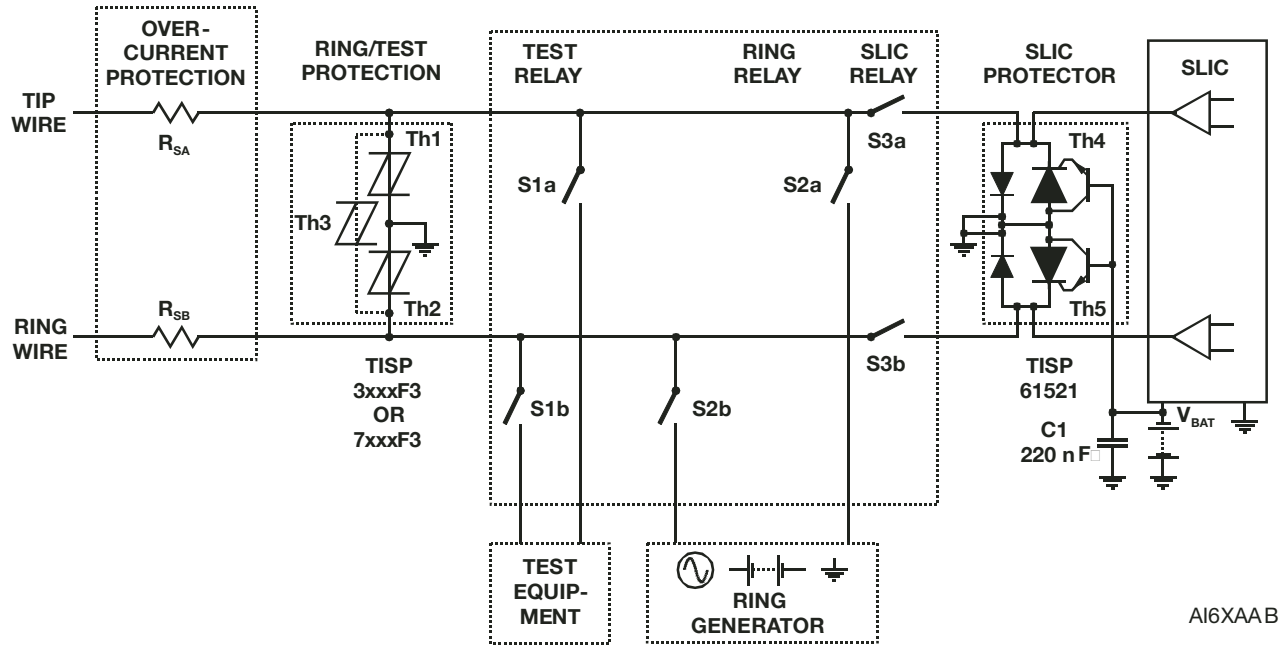 OVER-
CURRENT
PROTECTION
RING/TEST
PROTECTION
TEST
RELAY
RING
RELAY
SLIC
RELAY
SLIC
PROTECTOR
SLIC
TIP
WIRE
RSA
Th1
Th3
Th2
S1a
S2a
S3a
Th4
Th5
RING
WIRE
RSB
TISP
3xxxF3
OR
7xxxF3
S1b
S2b
S3b
TISP
61521
C1
220 nF
VBAT
TEST
EQUIP-
MENT
RING
GENERATOR
AI6XAAB